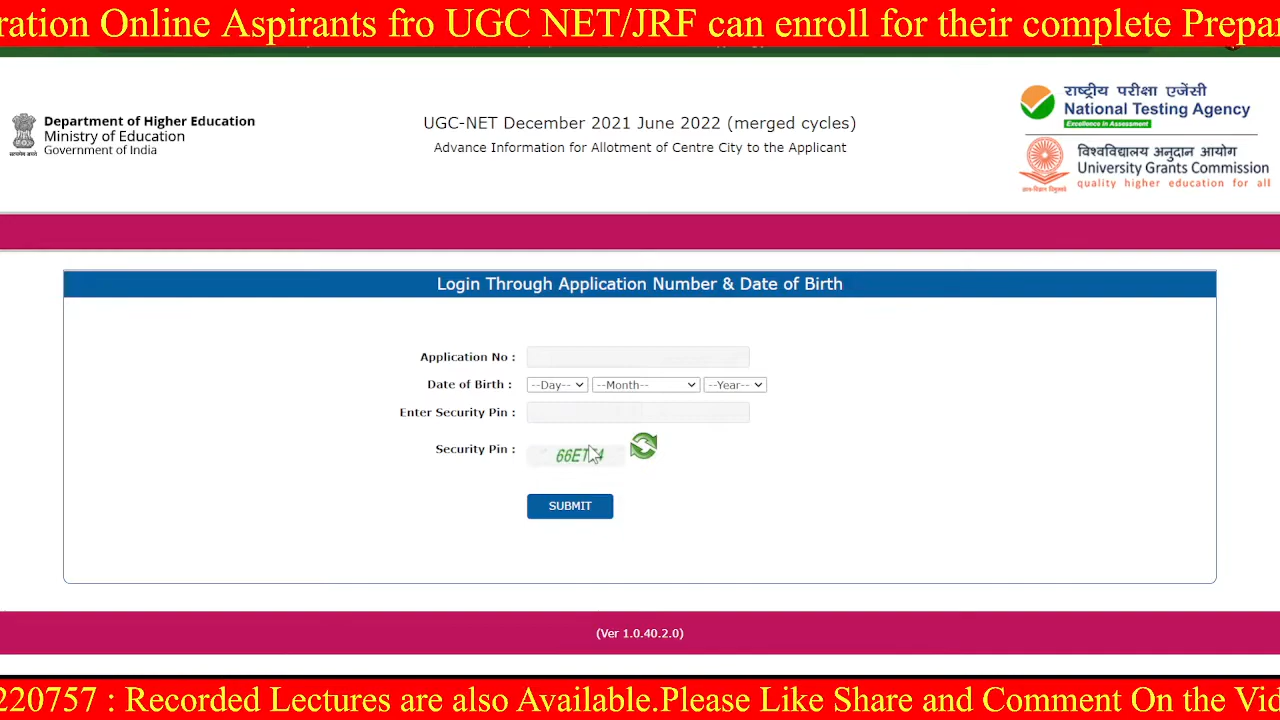 ration Online Aspirants fro UGC NET/JRF can enroll for their complete Prepar
Department of Higher Education
Ministry of Education
Government of India
सत्यमेव जयते
UGC-NET December 2021 June 2022 (merged cycles)
Advance Information for Allotment of Centre City to the Applicant
राष्ट्रीय परीक्षा एजेंसी
National Testing Agency
Excellence in Assessment
विश्वविद्यालय अनुदान आयोग
University Grants Commission
quality higher education for all
ज्ञान-विज्ञान विमुक्तये
Login Through Application Number & Date of Birth
Application No :
Date of Birth : --Day-- --Month-- --Year--
Enter Security Pin :
Security Pin :
SUBMIT
(Ver 1.0.40.2.0)
220757 : Recorded Lectures are also Available.Please Like Share and Comment On the Vid